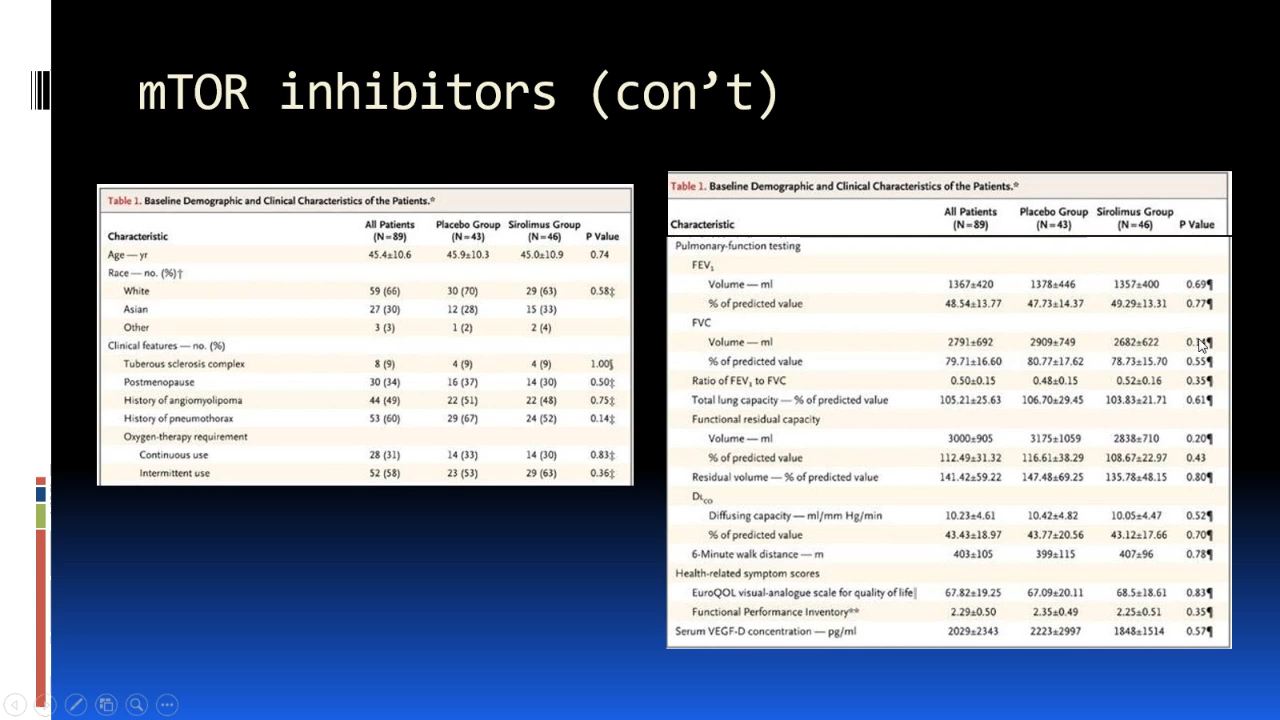 mTOR inhibitors (con’t)
Table 1. Baseline Demographic and Clinical Characteristics of the Patients.*
Characteristic All Patients (N=89) Placebo Group (N=43) Sirolimus Group (N=46) P Value
Age — yr 45.4±10.6 45.9±10.3 45.0±10.9 0.74
Race — no. (%)†
White 59 (66) 30 (70) 29 (63) 0.58‡
Asian 27 (30) 12 (28) 15 (33)
Other 3 (3) 1 (2) 2 (4)
Clinical features — no. (%)
Tuberous sclerosis complex 8 (9) 4 (9) 4 (9) 1.00§
Postmenopause 30 (34) 16 (37) 14 (30) 0.50‡
History of angiomyolipoma 44 (49) 22 (51) 22 (48) 0.75‡
History of pneumothorax 53 (60) 29 (67) 24 (52) 0.14‡
Oxygen-therapy requirement
Continuous use 28 (31) 14 (33) 14 (30) 0.83‡
Intermittent use 52 (58) 23 (53) 29 (63) 0.36‡
Table 1. Baseline Demographic and Clinical Characteristics of the Patients.*
Characteristic All Patients (N=89) Placebo Group (N=43) Sirolimus Group (N=46) P Value
Pulmonary-function testing
FEV₁
Volume — ml 1367±420 1378±446 1357±400 0.69¶
% of predicted value 48.54±13.77 47.73±14.37 49.29±13.31 0.77¶
FVC
Volume — ml 2791±692 2909±749 2682±622
% of predicted value 79.71±16.60 80.77±17.62 78.73±15.70 0.55¶
Ratio of FEV₁ to FVC 0.50±0.15 0.48±0.15 0.52±0.16 0.35¶
Total lung capacity — % of predicted value 105.21±25.63 106.70±29.45 103.83±21.71 0.61¶
Functional residual capacity
Volume — ml 3000±905 3175±1059 2838±710 0.20¶
% of predicted value 112.49±31.32 116.61±38.29 108.67±22.97 0.43
Residual volume — % of predicted value 141.42±59.22 147.48±69.25 135.78±48.15 0.80¶
DLCO
Diffusing capacity — ml/mm Hg/min 10.23±4.61 10.42±4.82 10.05±4.47 0.52¶
% of predicted value 43.43±18.97 43.77±20.56 43.12±17.66 0.70¶
6-Minute walk distance — m 403±105 399±115 407±96 0.78¶
Health-related symptom scores
EuroQOL visual-analogue scale for quality of life‖ 67.82±19.25 67.09±20.11 68.5±18.61 0.83¶
Functional Performance Inventory** 2.29±0.50 2.35±0.49 2.25±0.51 0.35¶
Serum VEGF-D concentration — pg/ml 2029±2343 2223±2997 1848±1514 0.57¶